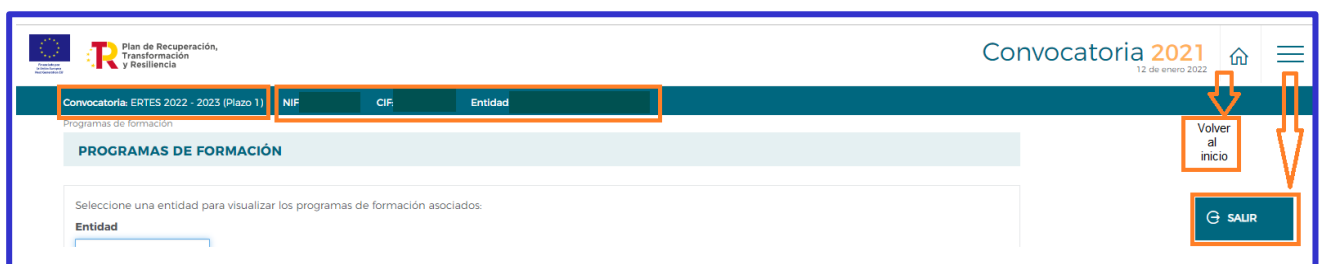 Plan de Recuperación,
Transformación
y Resiliencia
Convocatoria 2021
12 de enero 2022
Convocatoria: ERTES 2022 - 2023 (Plazo 1) NIF CIF: Entidad
Programas de formación
Volver
al
inicio
PROGRAMAS DE FORMACIÓN
Seleccione una entidad para visualizar los programas de formación asociados:
Entidad
SALIR